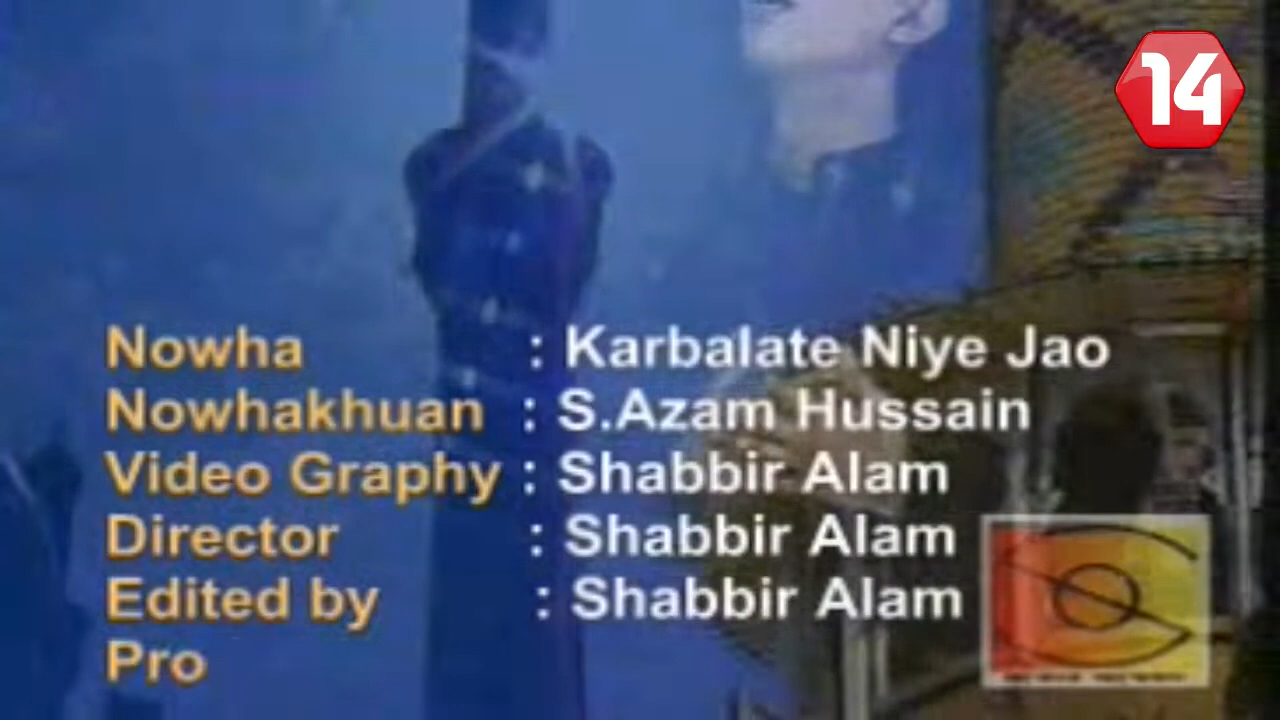 14
Nowha : Karbalate Niye Jao
Nowhakhuan : S.Azam Hussain
Video Graphy : Shabbir Alam
Director : Shabbir Alam
Edited by : Shabbir Alam
Pro